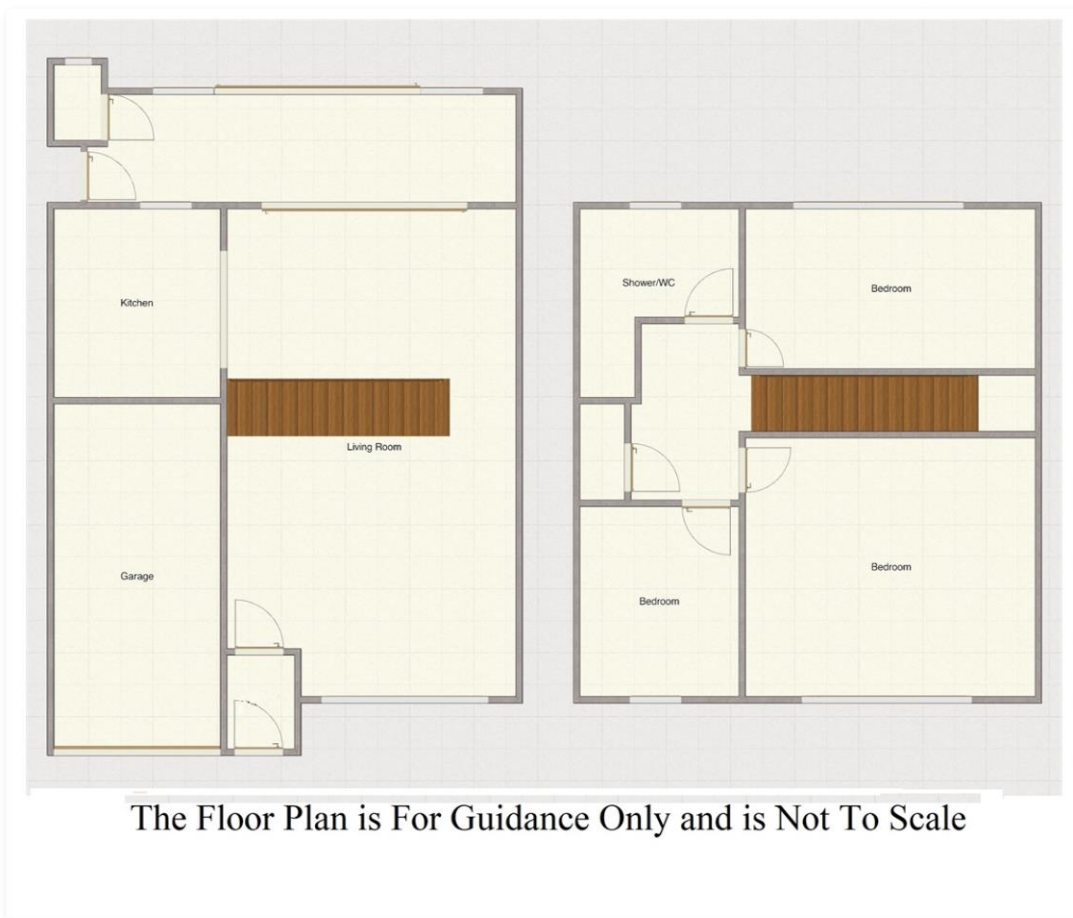 Kitchen
Living Room
Garage
Shower/WC
Bedroom
Bedroom
Bedroom
The Floor Plan is For Guidance Only and is Not To Scale